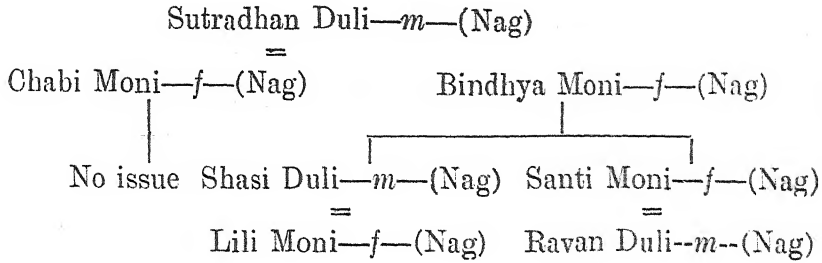 Sutradhan Duli—m—(Nag)
=
Chabi Moni—f—(Nag) Bindhya Moni—f—(Nag)
No issue Shasi Duli—m—(Nag) Santi Moni—f—(Nag)
= =
Lili Moni—f—(Nag) Ravan Duli--m--(Nag)